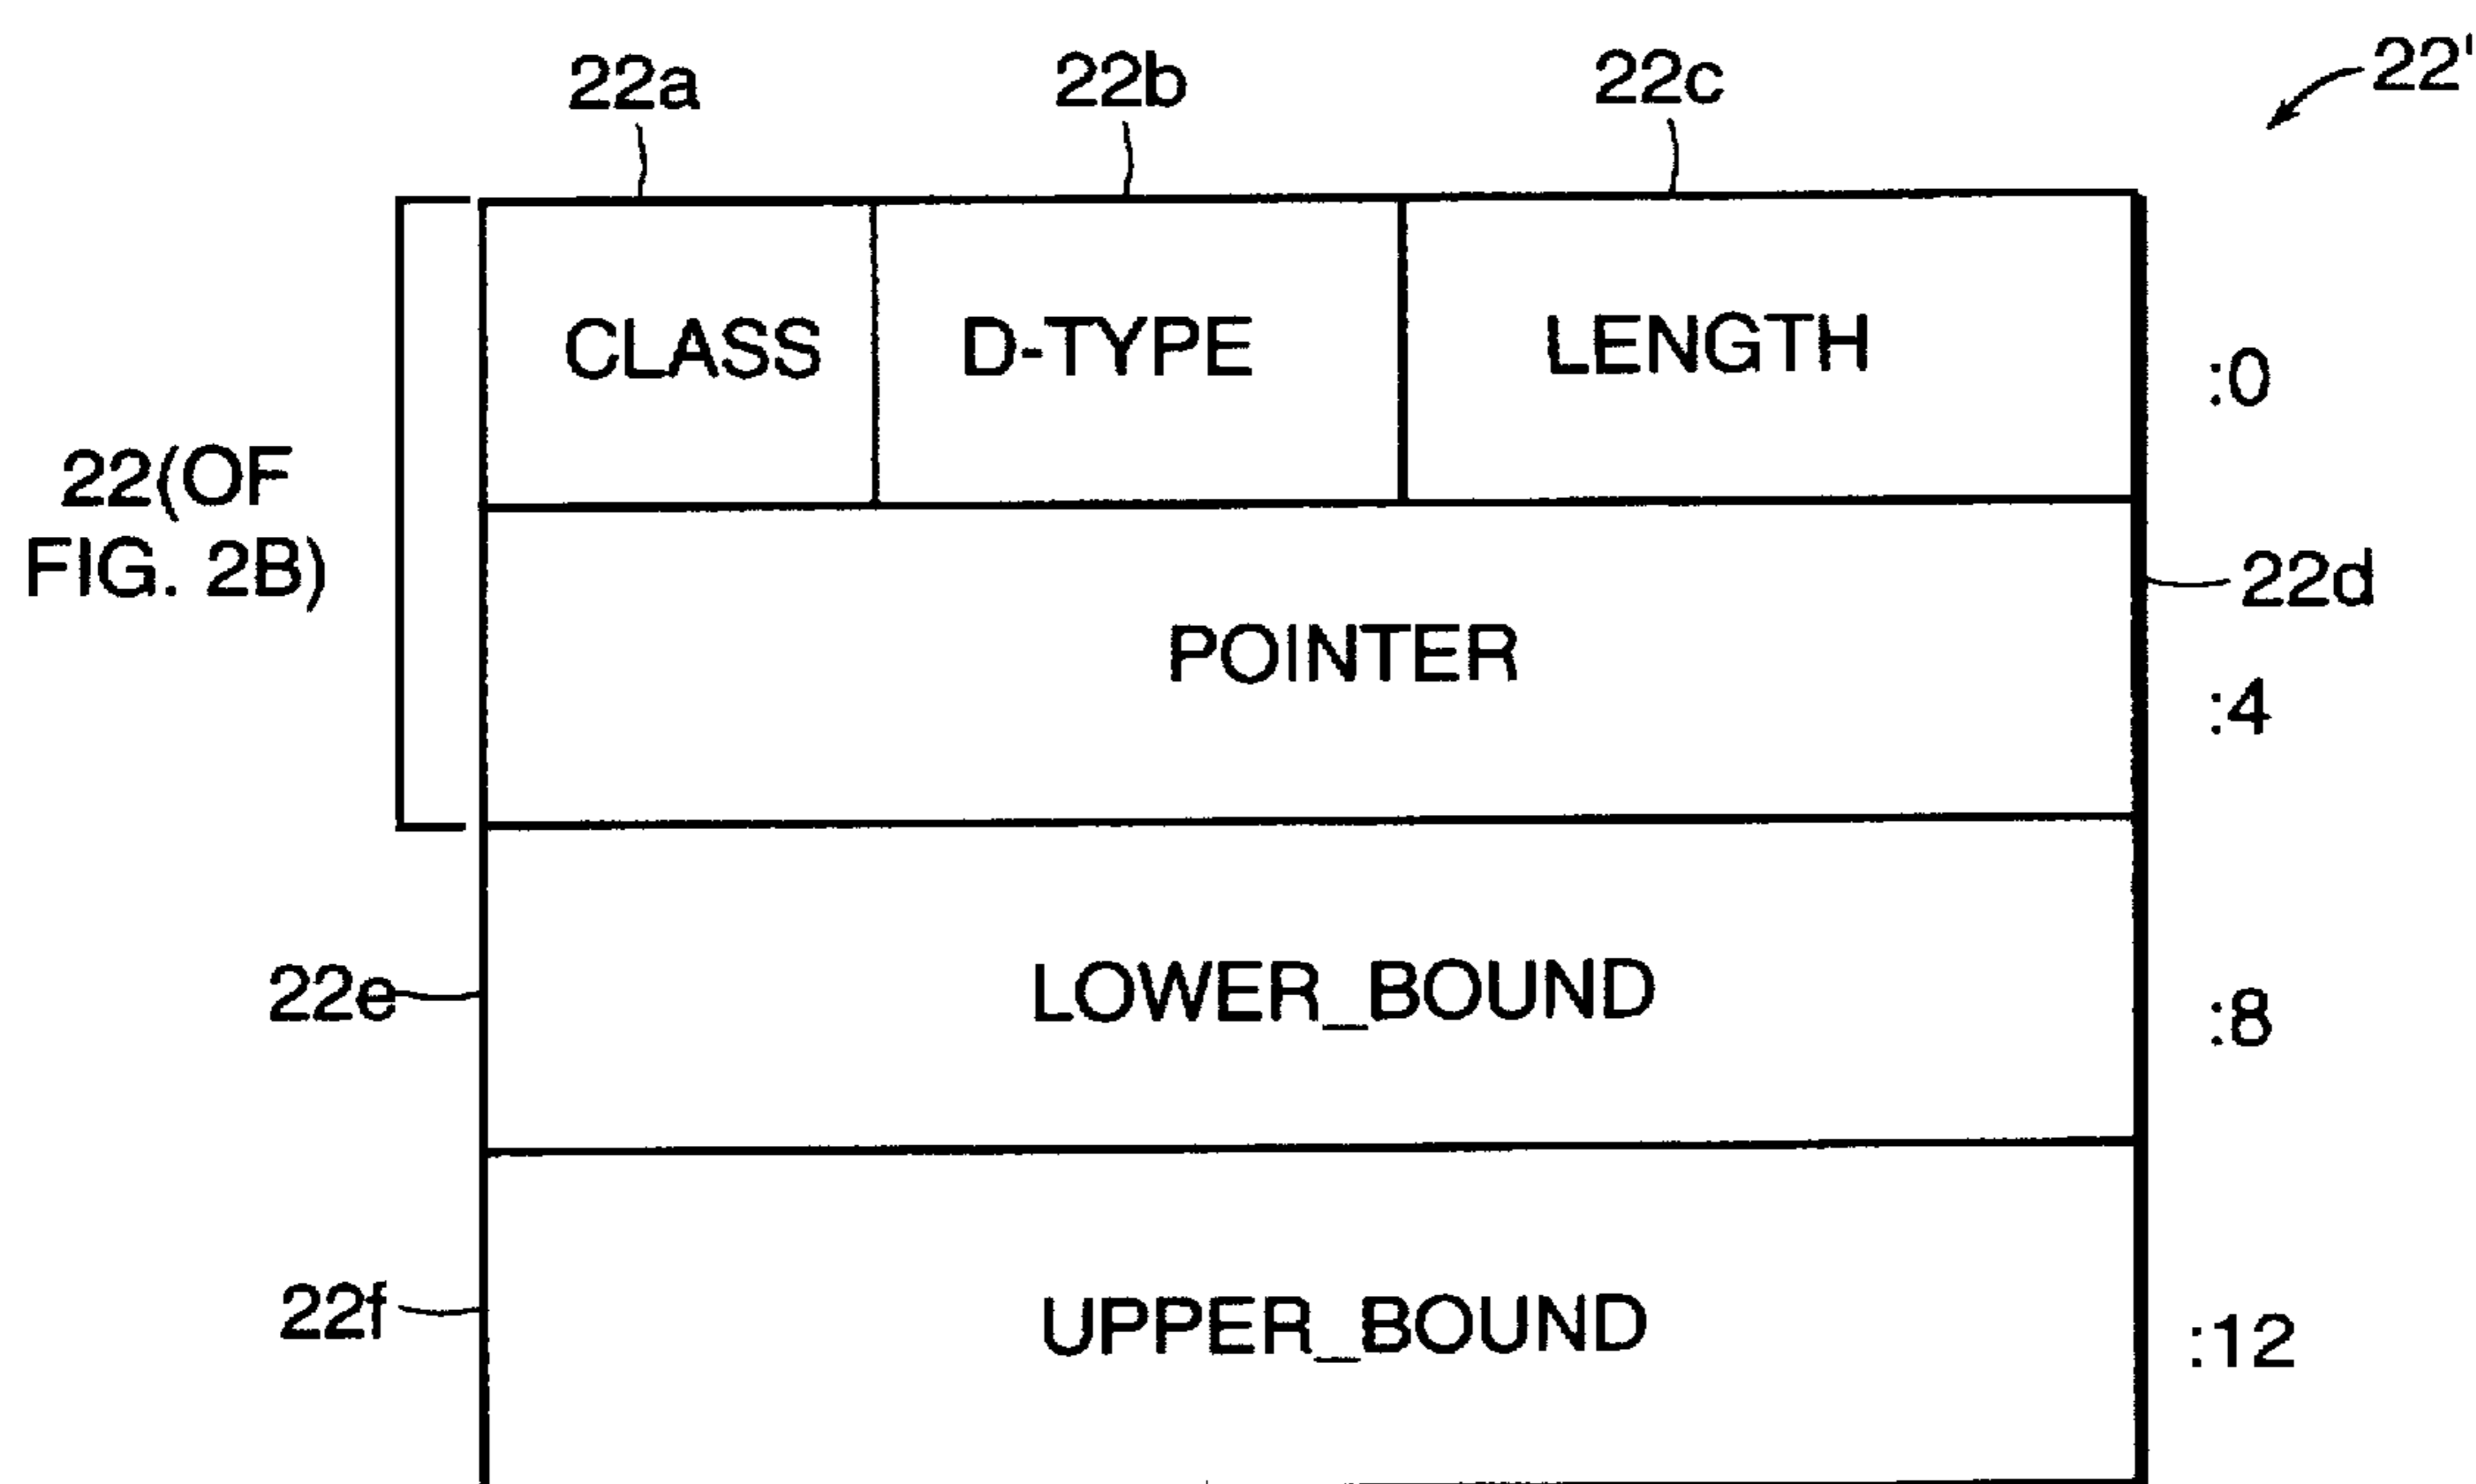 22a 22b 22c 22'
CLASS D-TYPE LENGTH :0
22(OF
FIG. 2B)
22d
POINTER :4
22e LOWER_BOUND :8
22f UPPER_BOUND :12